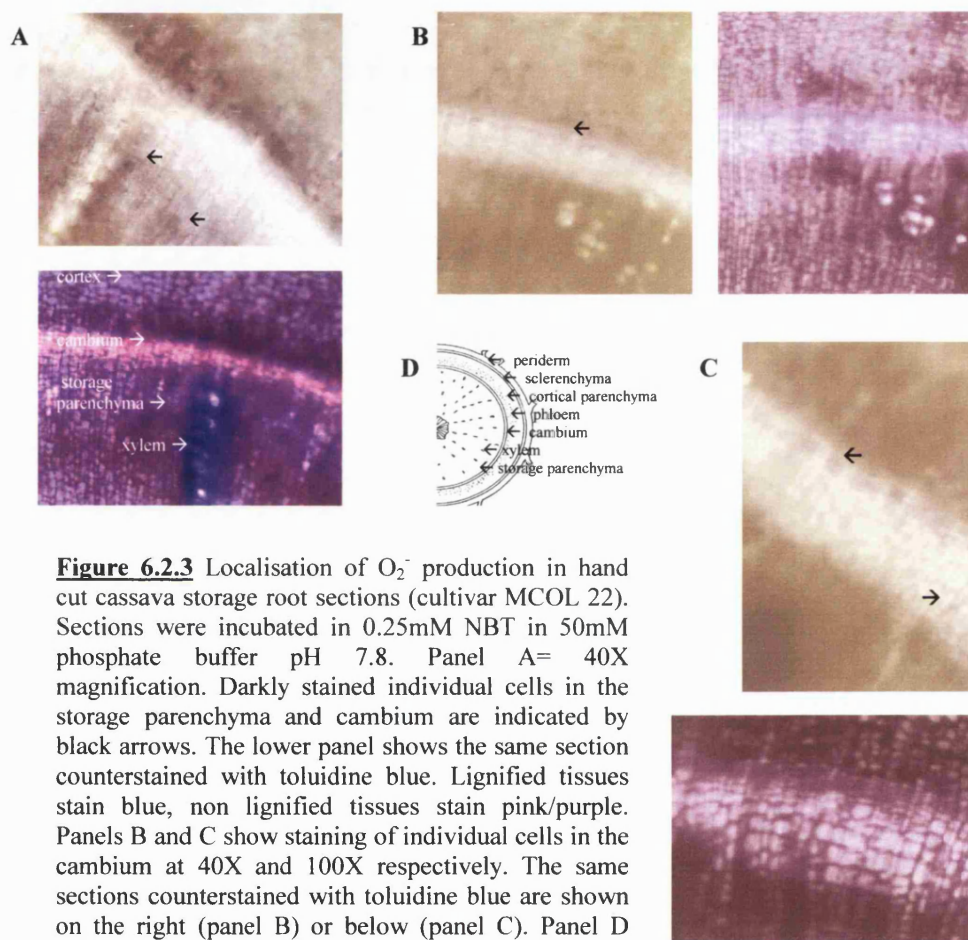 A
B
cortex →
cambium →
storage
parenchyma →
xylem →
D
periderm
sclerenchyma
cortical parenchyma
phloem
cambium
xylem
storage parenchyma
C
Figure 6.2.3 Localisation of O₂⁻ production in hand
cut cassava storage root sections (cultivar MCOL 22).
Sections were incubated in 0.25mM NBT in 50mM
phosphate buffer pH 7.8. Panel A= 40X
magnification. Darkly stained individual cells in the
storage parenchyma and cambium are indicated by
black arrows. The lower panel shows the same section
counterstained with toluidine blue. Lignified tissues
stain blue, non lignified tissues stain pink/purple.
Panels B and C show staining of individual cells in the
cambium at 40X and 100X respectively. The same
sections counterstained with toluidine blue are shown
on the right (panel B) or below (panel C). Panel D